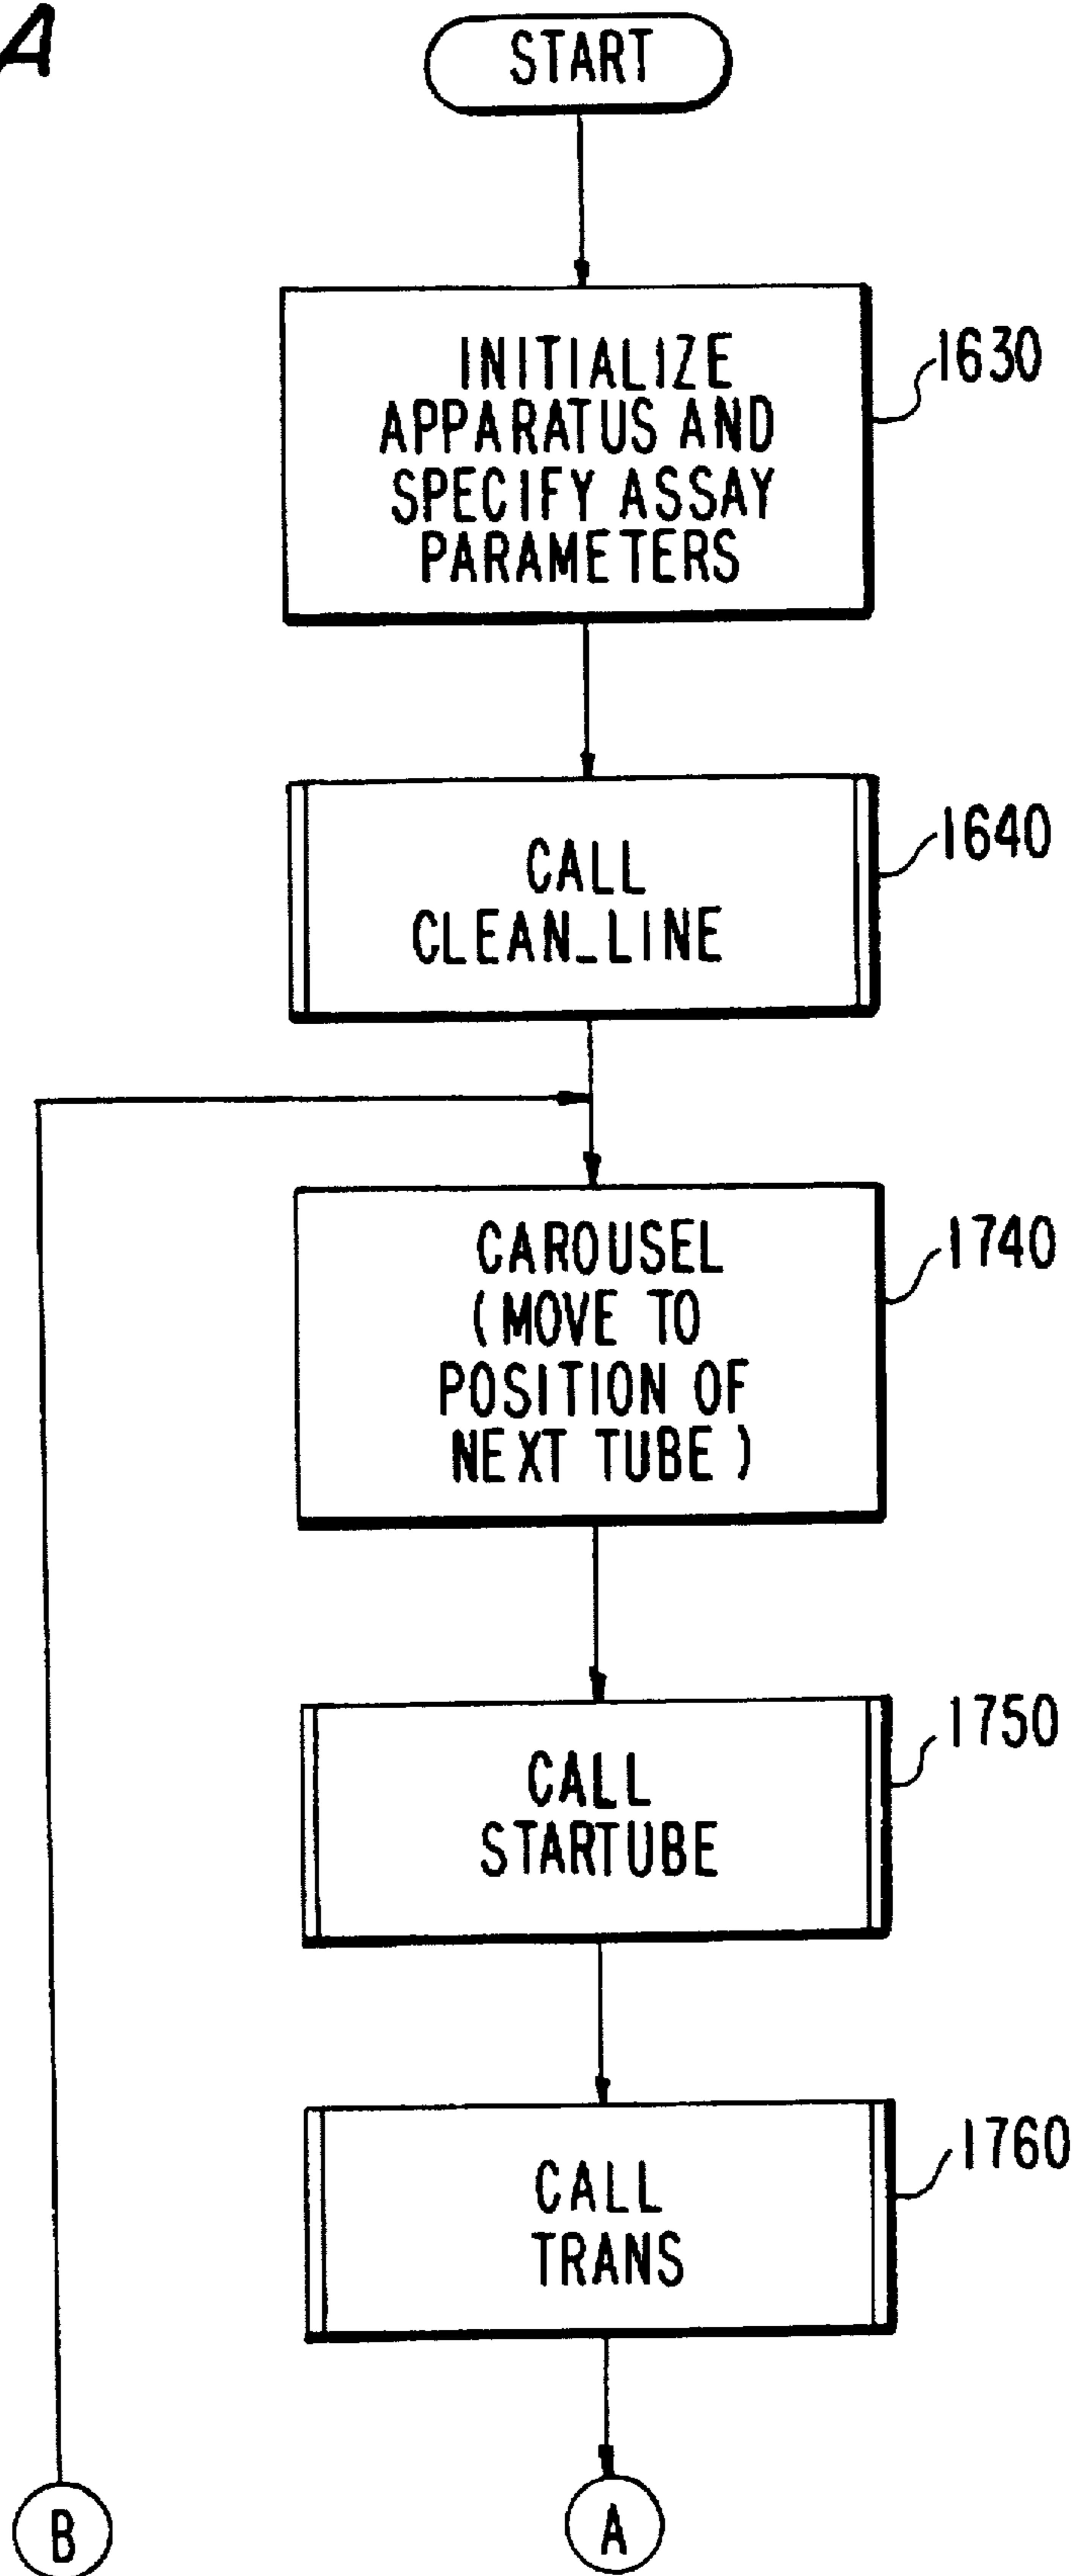 A
START
INITIALIZE
APPARATUS AND
SPECIFY ASSAY
PARAMETERS
1630
CALL
CLEAN_LINE
1640
CAROUSEL
(MOVE TO
POSITION OF
NEXT TUBE)
1740
CALL
STARTUBE
1750
CALL
TRANS
1760
B
A